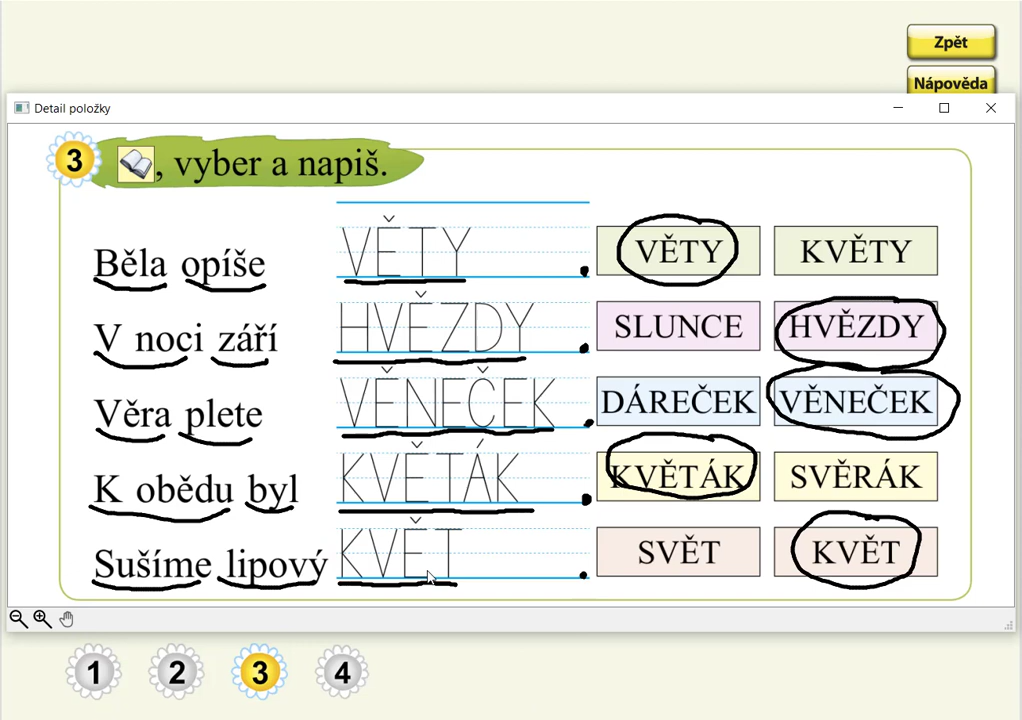 Zpět
Nápověda
Detail položky
3 , vyber a napiš.
Běla opíše VĚTY. VĚTY KVĚTY
V noci září HVĚZDY. SLUNCE HVĚZDY
Věra plete VĚNEČEK. DÁREČEK VĚNEČEK
K obědu byl KVĚTÁK. KVĚTÁK SVĚRÁK
Sušíme lipový KVĚT. SVĚT KVĚT
1 2 3 4